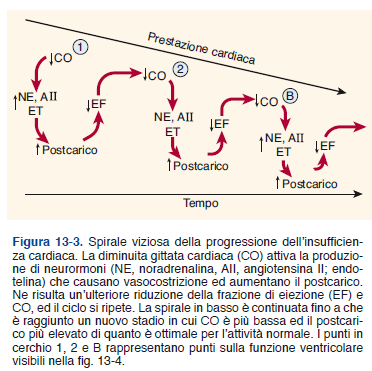 Prestazione cardiaca
↓CO 1
↑NE, AII
ET
↑Postcarico
↓EF
↓CO 2
NE, AII
ET
↑Postcarico
↓EF
↓CO B
↑NE, AII
ET
↑Postcarico
↓EF
Tempo
Figura 13-3. Spirale viziosa della progressione dell'insufficien-
za cardiaca. La diminuita gittata cardiaca (CO) attiva la produzio-
ne di neurormoni (NE, noradrenalina, AII, angiotensina II; endo-
telina) che causano vasocostrizione ed aumentano il postcarico.
Ne risulta un'ulteriore riduzione della frazione di eiezione (EF) e
CO, ed il ciclo si ripete. La spirale in basso è continuata fino a che
è raggiunto un nuovo stadio in cui CO è più bassa ed il postcari-
co più elevato di quanto è ottimale per l'attività normale. I punti in
cerchio 1, 2 e B rappresentano punti sulla funzione ventricolare
visibili nella fig. 13-4.